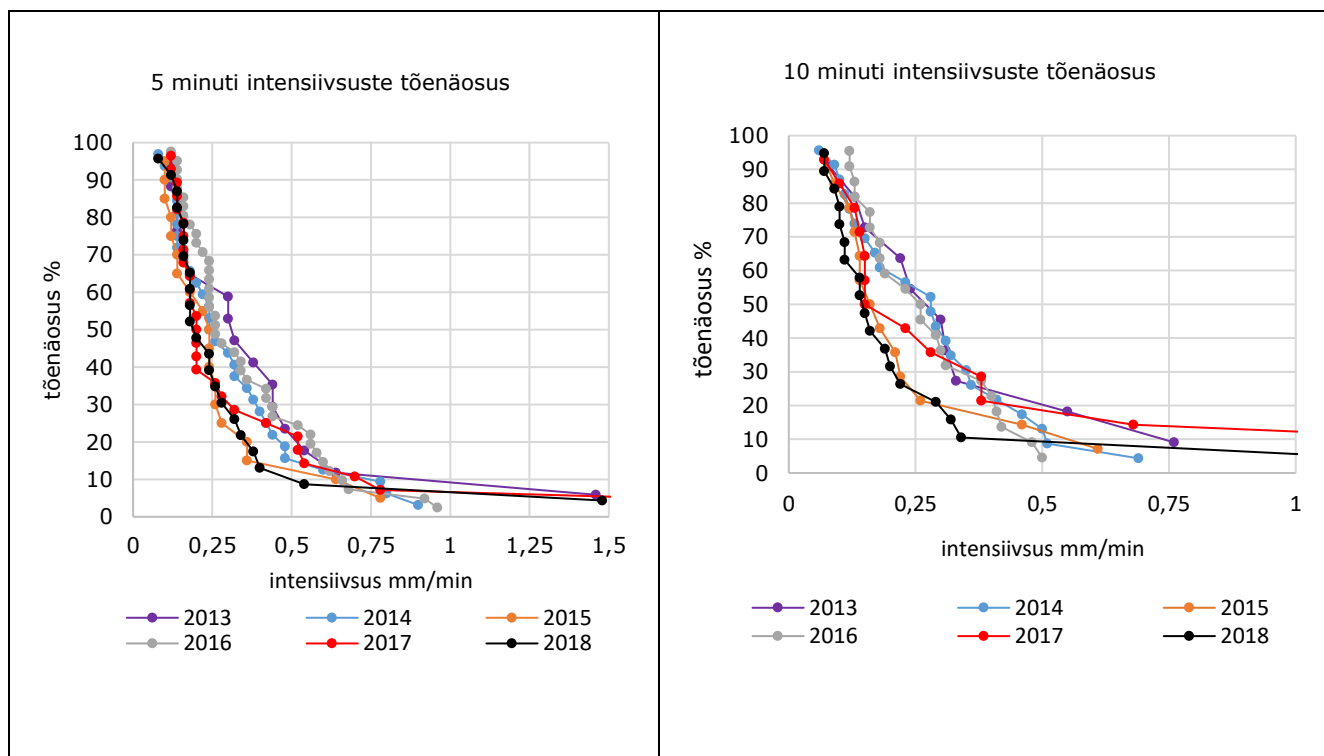 5 minuti intensiivsuste tõenäosus
tõenäosus %
100
90
80
70
60
50
40
30
20
10
0
0 0,25 0,5 0,75 1 1,25 1,5
intensiivsus mm/min
2013 2014 2015
2016 2017 2018
10 minuti intensiivsuste tõenäosus
tõenäosus %
100
90
80
70
60
50
40
30
20
10
0
0 0,25 0,5 0,75 1
intensiivsus mm/min
2013 2014 2015
2016 2017 2018